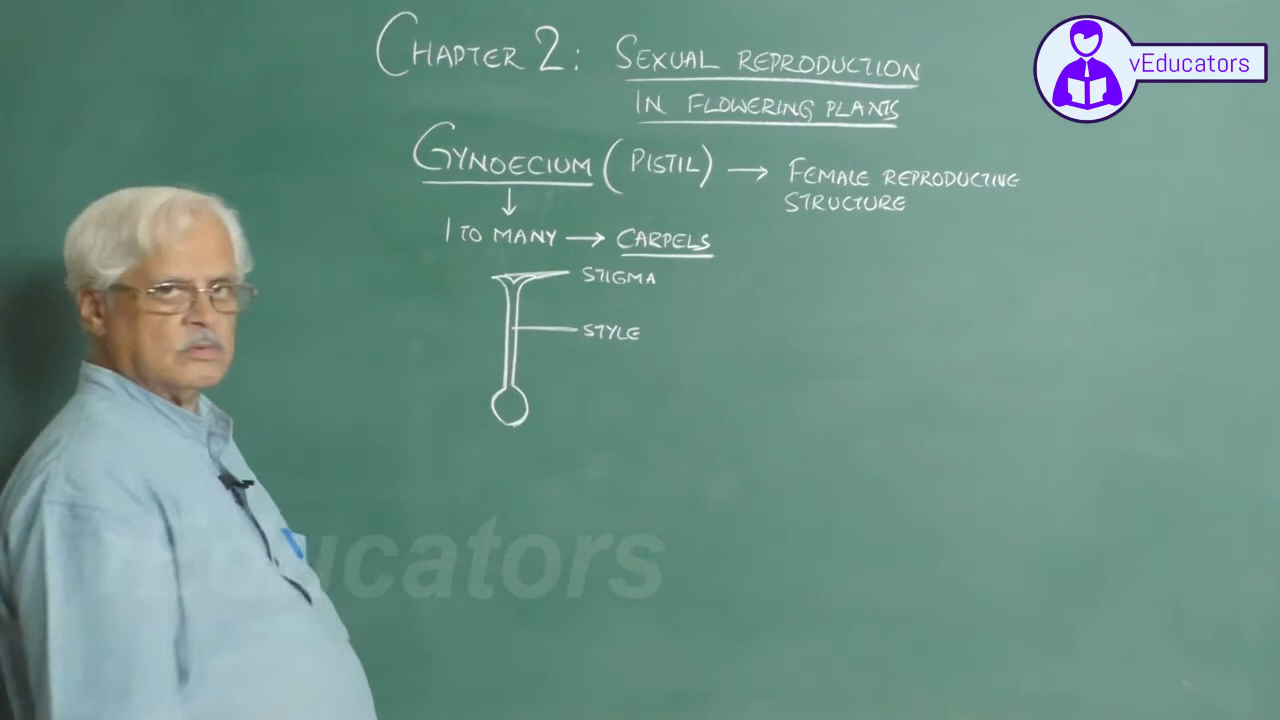 CHAPTER 2: SEXUAL REPRODUCTION
IN FLOWERING PLANTS
vEducators
GYNOECIUM (PISTIL) → FEMALE REPRODUCTIVE
STRUCTURE
↓
1 TO MANY → CARPELS
STIGMA
STYLE
vEducators